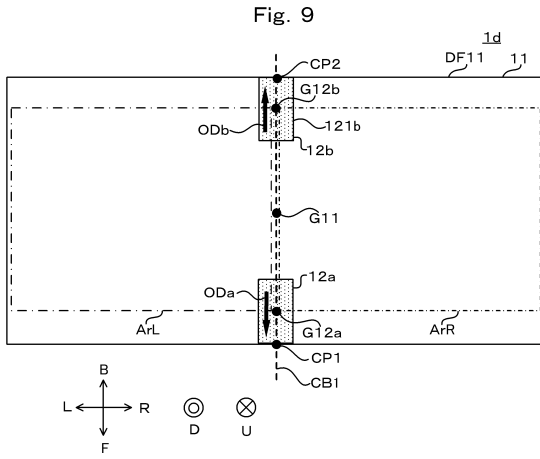 Fig. 9
1d
CP2
DF11
11
G12b
121b
ODb
12b
G11
12a
ODa
ArL
G12a
ArR
CP1
B
CB1
L
R
D
U
F